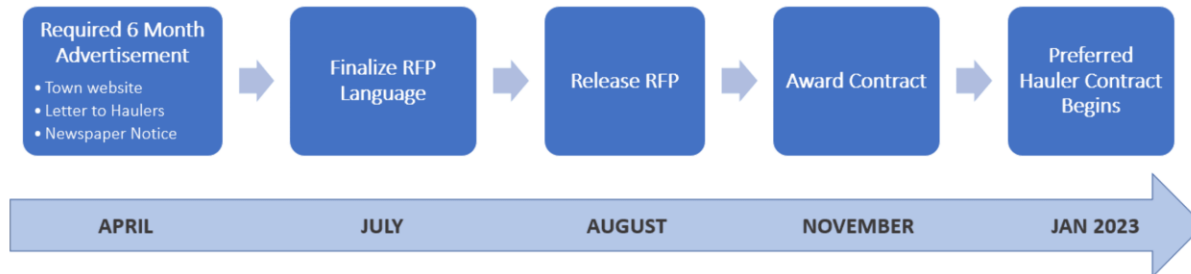 Required 6 Month
Advertisement
• Town website
• Letter to Haulers
• Newspaper Notice
Finalize RFP
Language
Release RFP
Award Contract
Preferred
Hauler Contract
Begins
APRIL
JULY
AUGUST
NOVEMBER
JAN 2023